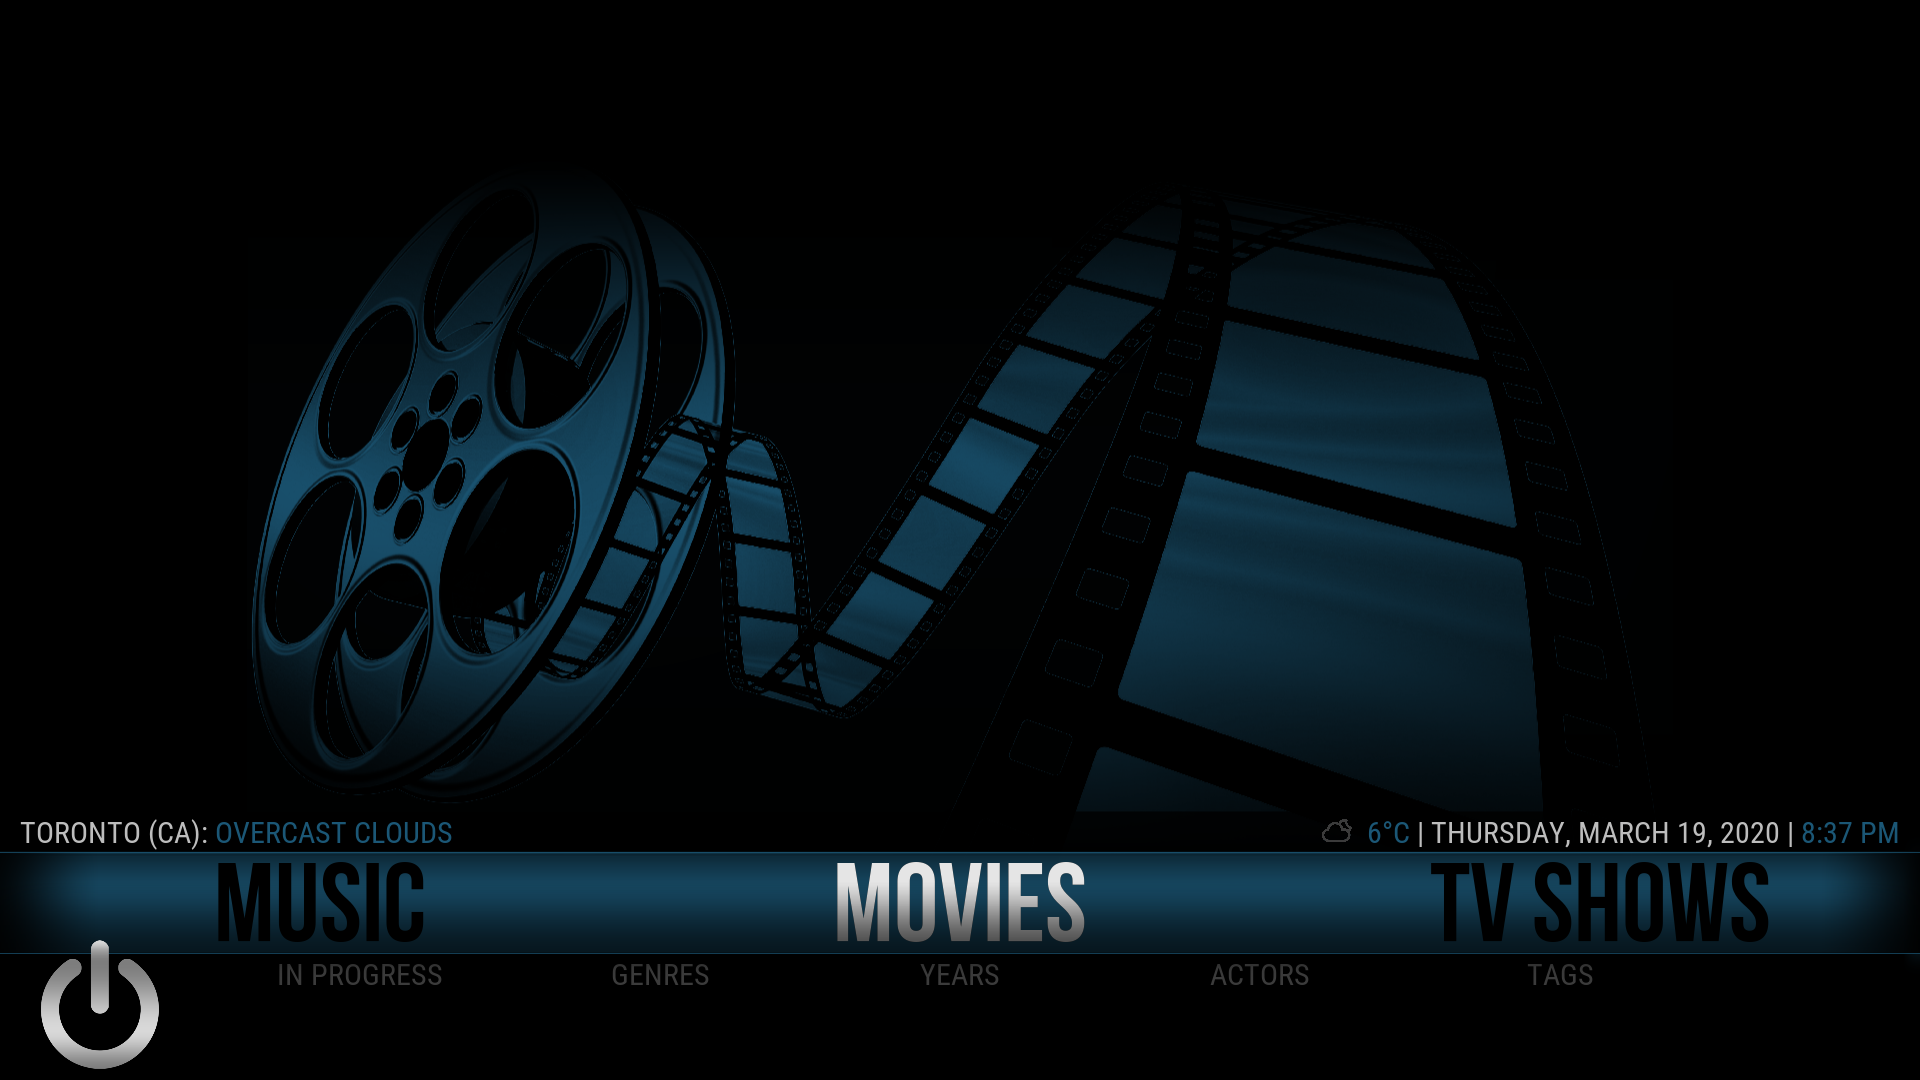 TORONTO (CA): OVERCAST CLOUDS
6°C | THURSDAY, MARCH 19, 2020 | 8:37 PM
MUSIC MOVIES TV SHOWS
IN PROGRESS GENRES YEARS ACTORS TAGS